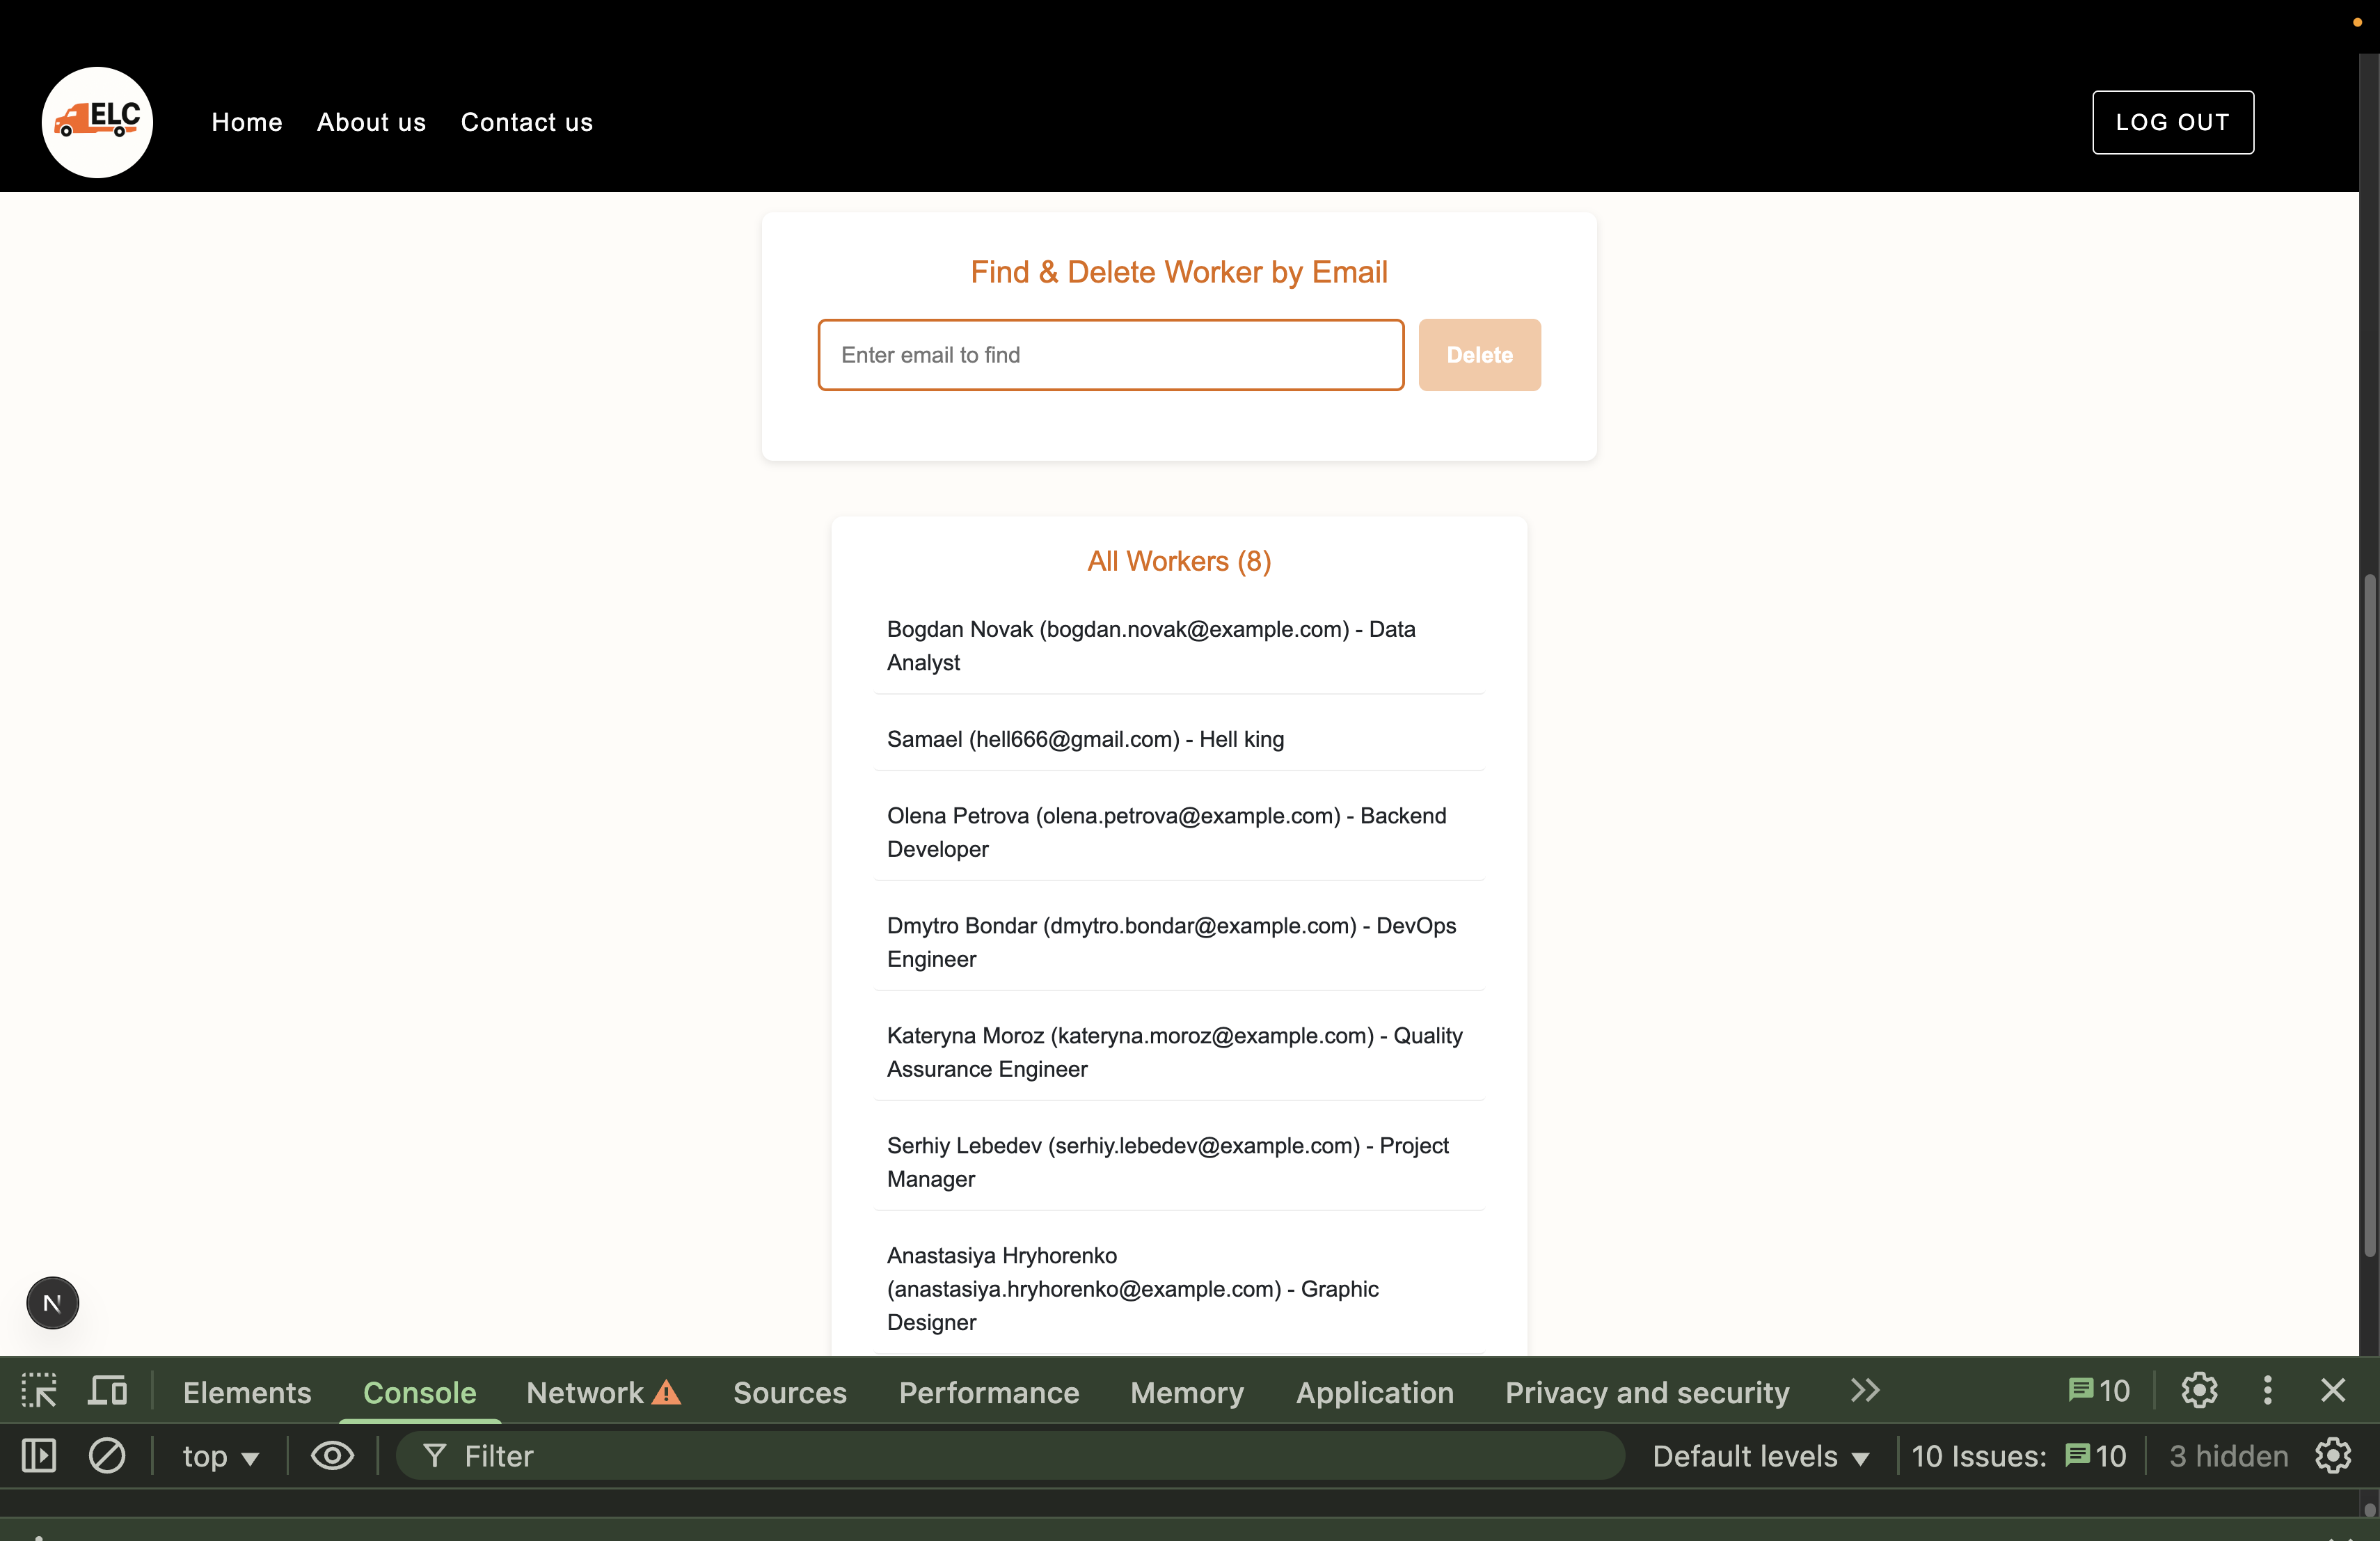 ELC
Home About us Contact us
LOG OUT
Find & Delete Worker by Email
Enter email to find
Delete
All Workers (8)
Bogdan Novak (bogdan.novak@example.com) - Data
Analyst
Samael (hell666@gmail.com) - Hell king
Olena Petrova (olena.petrova@example.com) - Backend
Developer
Dmytro Bondar (dmytro.bondar@example.com) - DevOps
Engineer
Kateryna Moroz (kateryna.moroz@example.com) - Quality
Assurance Engineer
Serhiy Lebedev (serhiy.lebedev@example.com) - Project
Manager
Anastasiya Hryhorenko
(anastasiya.hryhorenko@example.com) - Graphic
Designer
N
Elements Console Network Sources Performance Memory Application Privacy and security 10
top Filter Default levels 10 Issues: 10 3 hidden